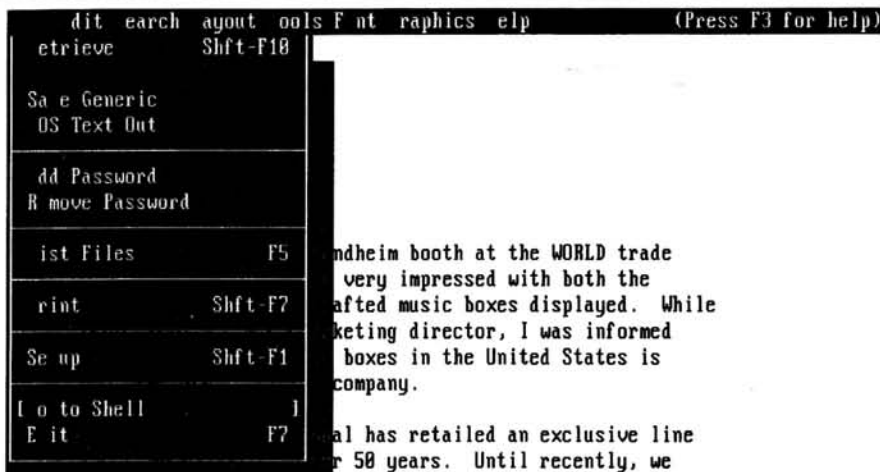 dit earch ayout ools F nt raphics elp (Press F3 for help)
etrieve Shft-F10
Sa e Generic
OS Text Out
dd Password
R move Password
ist Files F5
ndheim booth at the WORLD trade
very impressed with both the
rint Shft-F7 afted music boxes displayed. While
keting director, I was informed
Se up Shft-F1 boxes in the United States is
company.
[ o to Shell ]
E it F7 al has retailed an exclusive line
r 50 years. Until recently, we